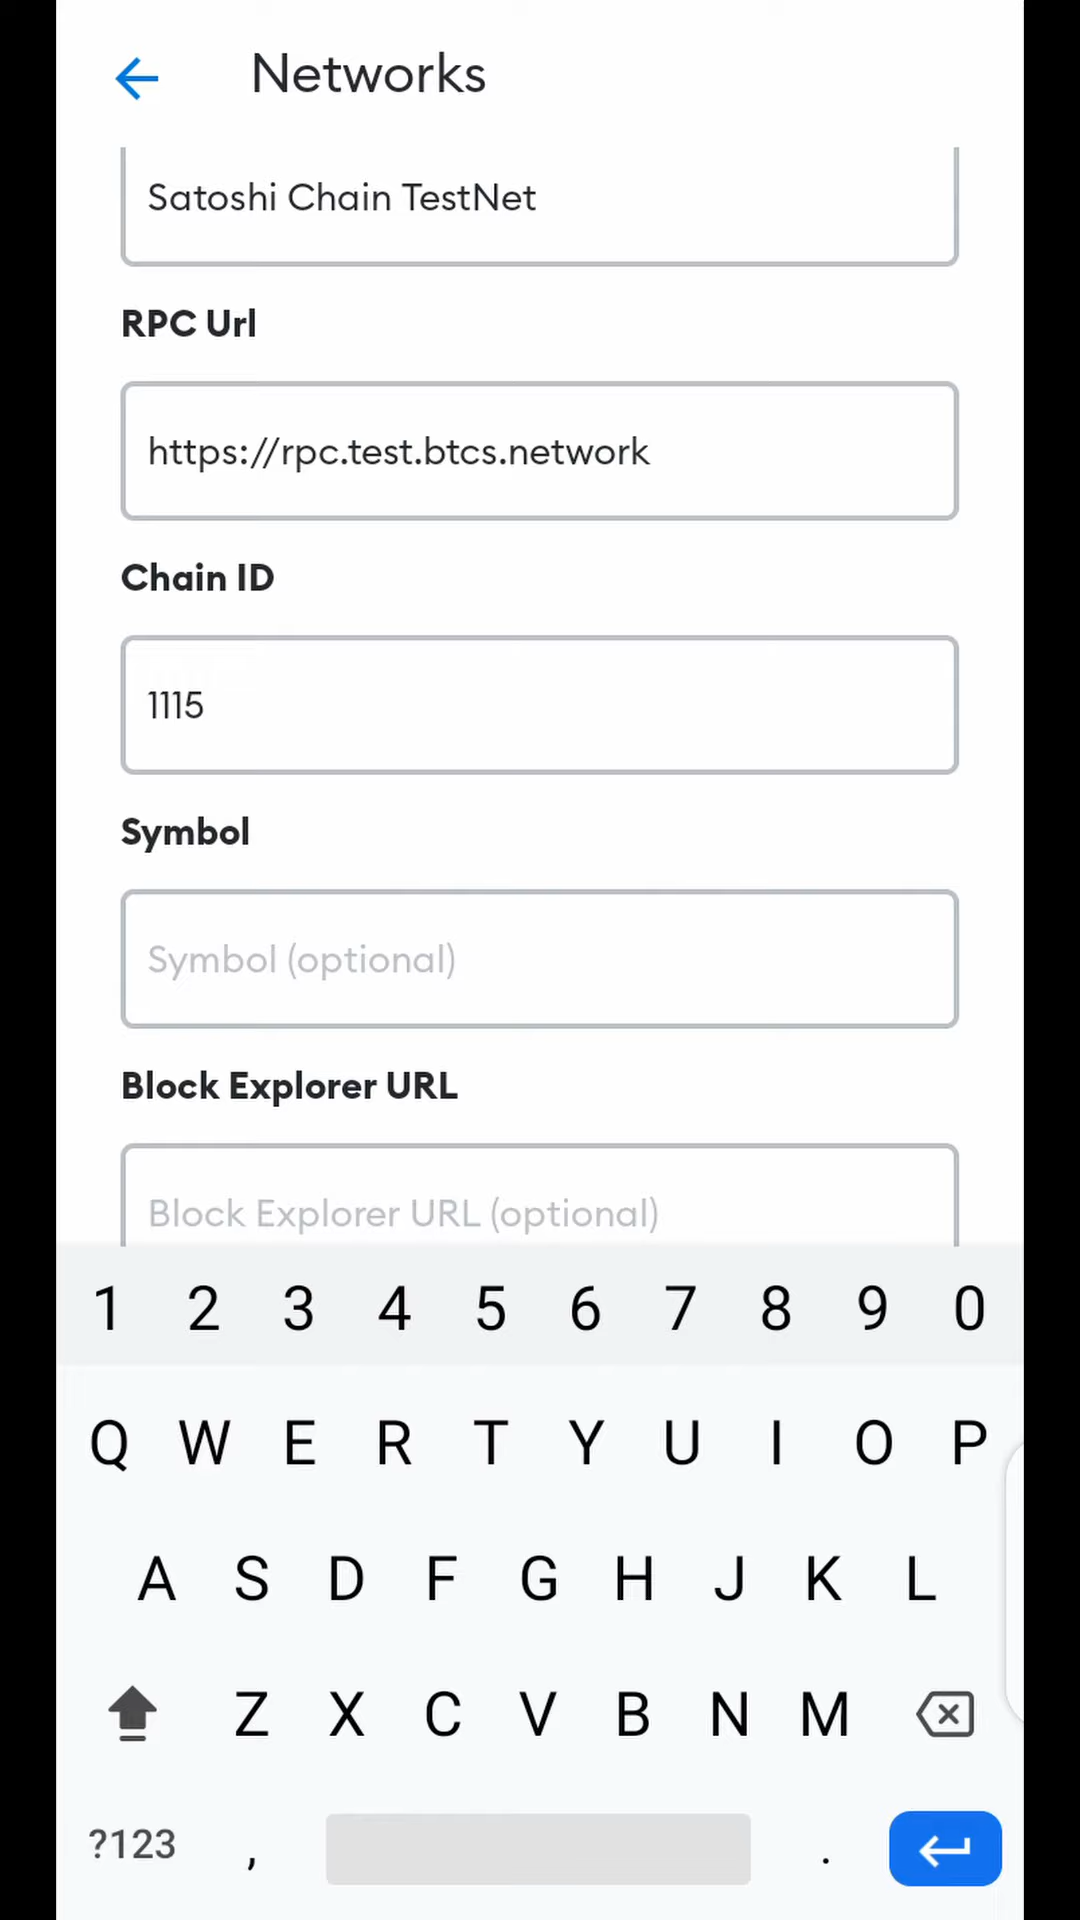 Networks
Satoshi Chain TestNet
RPC Url
https://rpc.test.btcs.network
Chain ID
1115
Symbol
Symbol (optional)
Block Explorer URL
Block Explorer URL (optional)
1 2 3 4 5 6 7 8 9 0
Q W E R T Y U I O P
A S D F G H J K L
Z X C V B N M
?123 , .